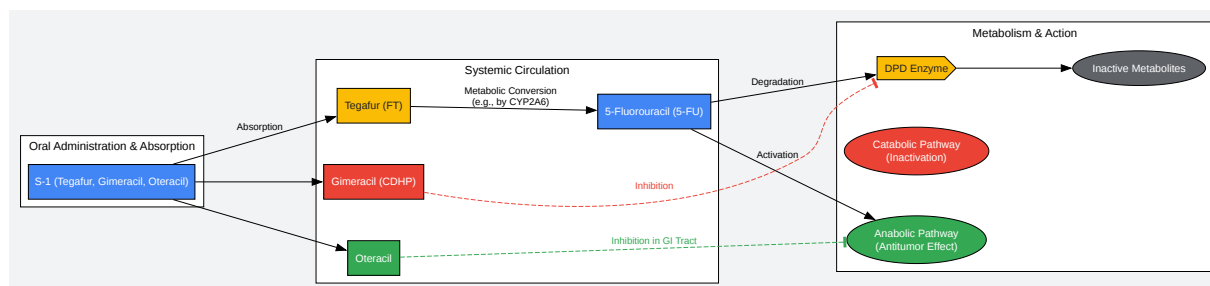 Oral Administration & Absorption
S-1 (Tegafur, Gimeracil, Oteracil)
Absorption
Systemic Circulation
Tegafur (FT)
Metabolic Conversion
(e.g., by CYP2A6)
5-Fluorouracil (5-FU)
Gimeracil (CDHP)
Inhibition
Oteracil
Inhibition in GI Tract
Degradation
Activation
Metabolism & Action
DPD Enzyme
Inactive Metabolites
Catabolic Pathway
(Inactivation)
Anabolic Pathway
(Antitumor Effect)